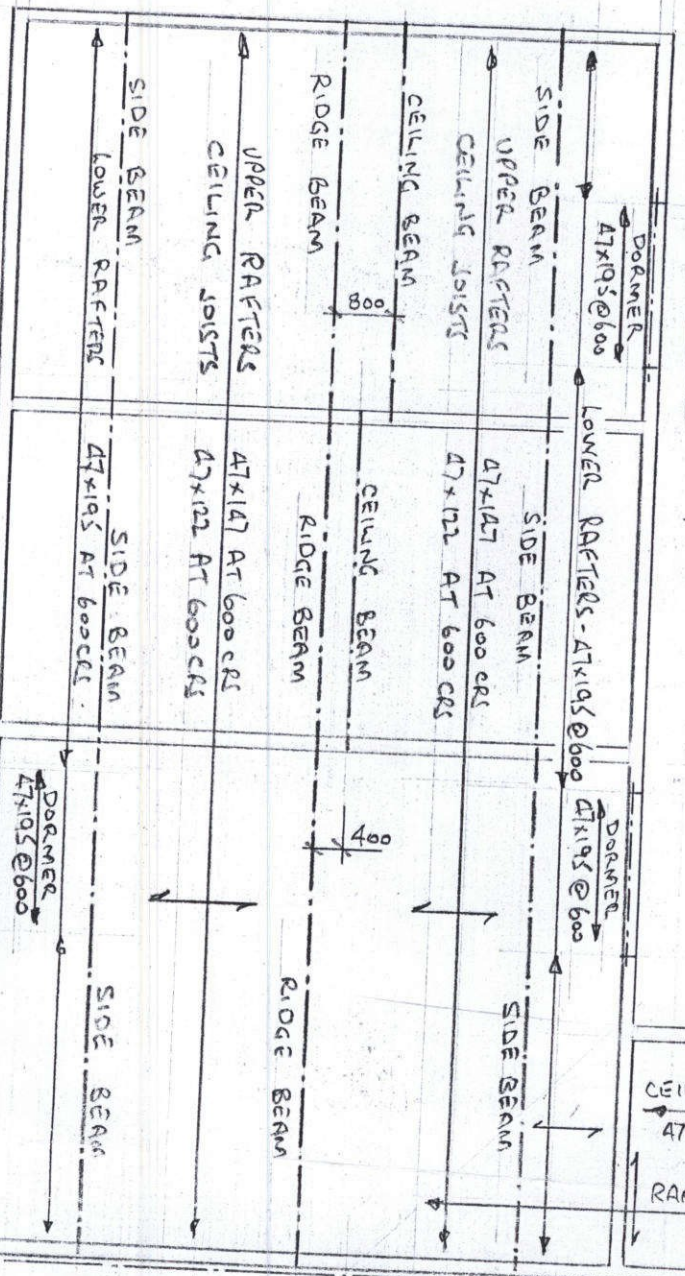 DORMER
47x195@600
LOWER RAFTERS-47x195@600
DORMER
47x195@600
SIDE BEAM
SIDE BEAM
SIDE BEAM
UPPER RAFTERS
47x147 AT 600 CRS
CEILING JOISTS
47x122 AT 600 CRS
CEILING BEAM
CEILING BEAM
800
400
RIDGE BEAM
RIDGE BEAM
RIDGE BEAM
UPPER RAFTERS
47x147 AT 600 CRS
CEILING JOISTS
47x122 AT 600 CRS
SIDE BEAM
SIDE BEAM
SIDE BEAM
LOWER RAFTERS
47x195 AT 600 CRS.
DORMER
47x195@600
47